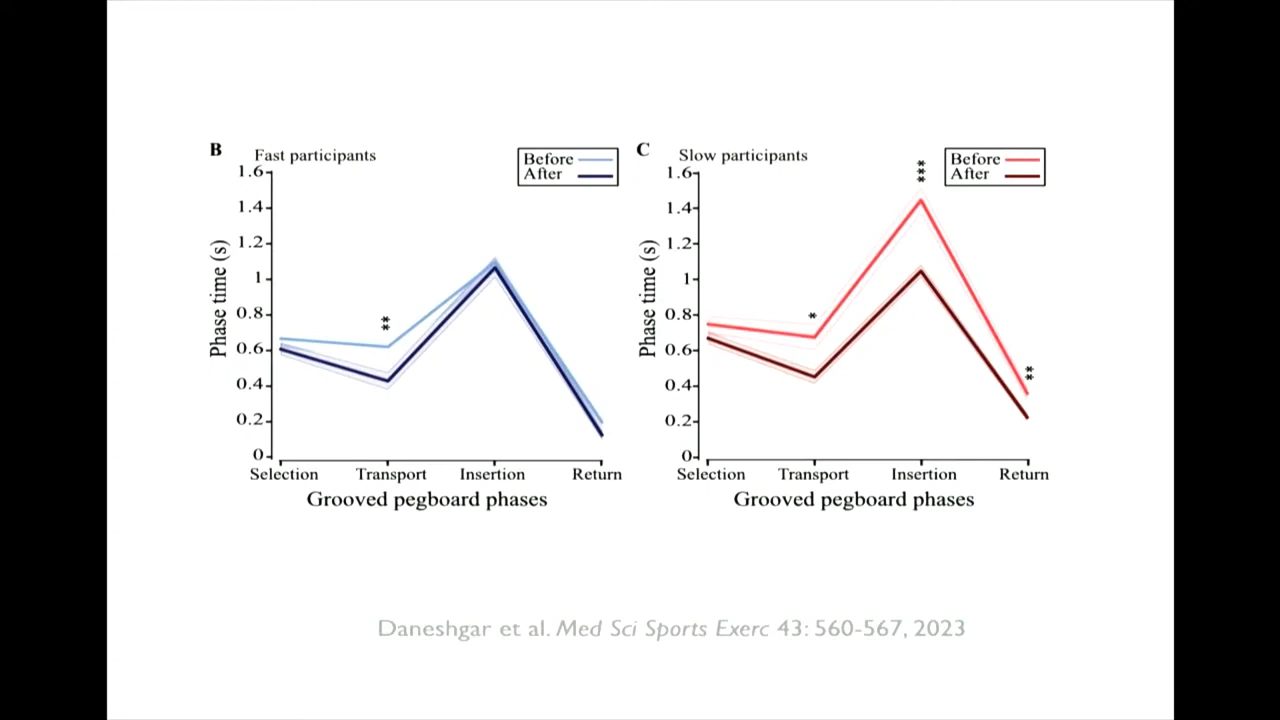 B
Fast participants
Before
After
1.6
1.4
1.2
1
0.8
0.6
0.4
0.2
0
Phase time (s)
**
Selection Transport Insertion Return
Grooved pegboard phases
C
Slow participants
Before
After
1.6
1.4
1.2
1
0.8
0.6
0.4
0.2
0
Phase time (s)
*
***
**
Selection Transport Insertion Return
Grooved pegboard phases
Daneshgar et al. Med Sci Sports Exerc 43: 560-567, 2023